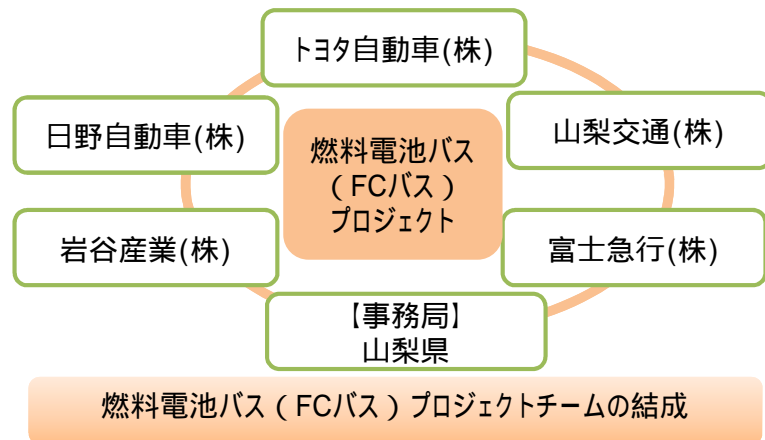 トヨタ自動車(株)
日野自動車(株)
山梨交通(株)
燃料電池バス
(FCバス)
プロジェクト
岩谷産業(株)
富士急行(株)
【事務局】
山梨県
燃料電池バス(FCバス)プロジェクトチームの結成